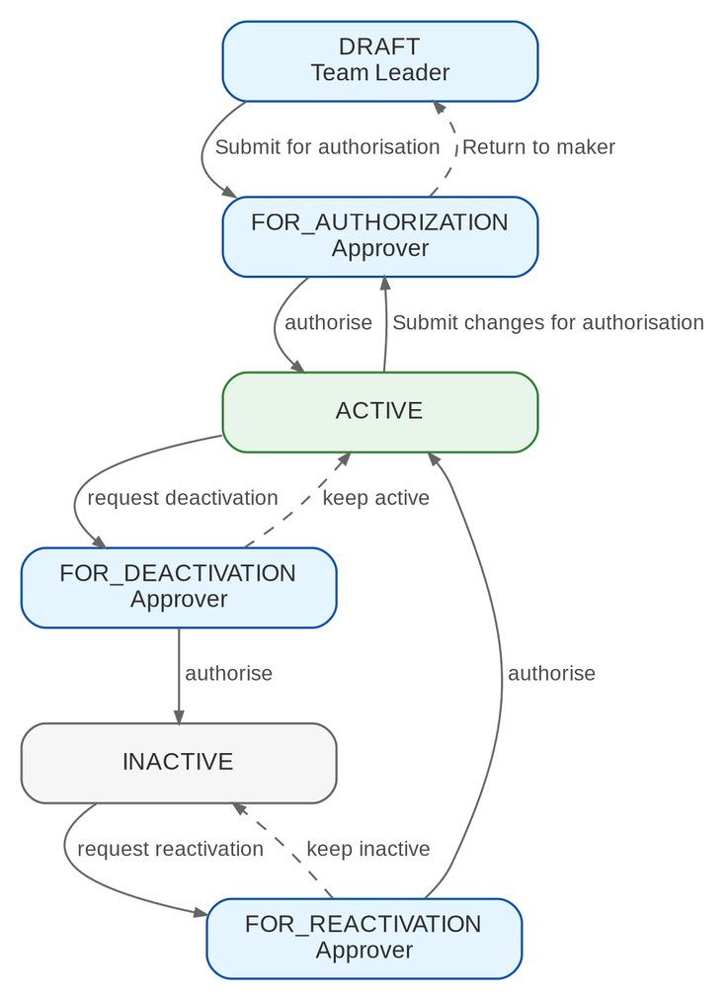 DRAFT
Team Leader
Submit for authorisation
Return to maker
FOR_AUTHORIZATION
Approver
authorise
Submit changes for authorisation
ACTIVE
request deactivation
keep active
FOR_DEACTIVATION
Approver
authorise
authorise
INACTIVE
request reactivation
keep inactive
FOR_REACTIVATION
Approver